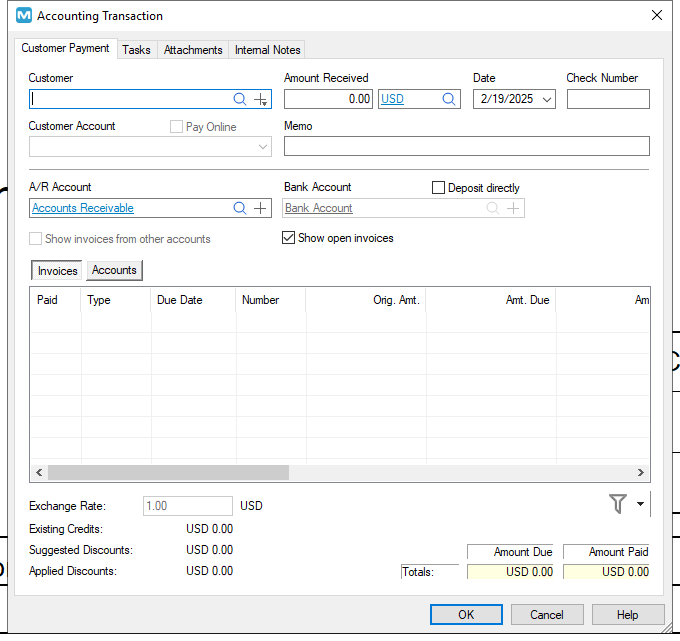 Accounting Transaction
Customer Payment Tasks Attachments Internal Notes
Customer Amount Received Date Check Number
0.00 USD 2/19/2025
Customer Account Pay Online Memo
A/R Account Bank Account Deposit directly
Accounts Receivable Bank Account
Show invoices from other accounts Show open invoices
Invoices Accounts
Paid Type Due Date Number Orig. Amt. Amt. Due Am
Exchange Rate: 1.00 USD
Existing Credits: USD 0.00
Suggested Discounts: USD 0.00
Amount Due Amount Paid
Applied Discounts: USD 0.00 Totals: USD 0.00 USD 0.00
OK Cancel Help